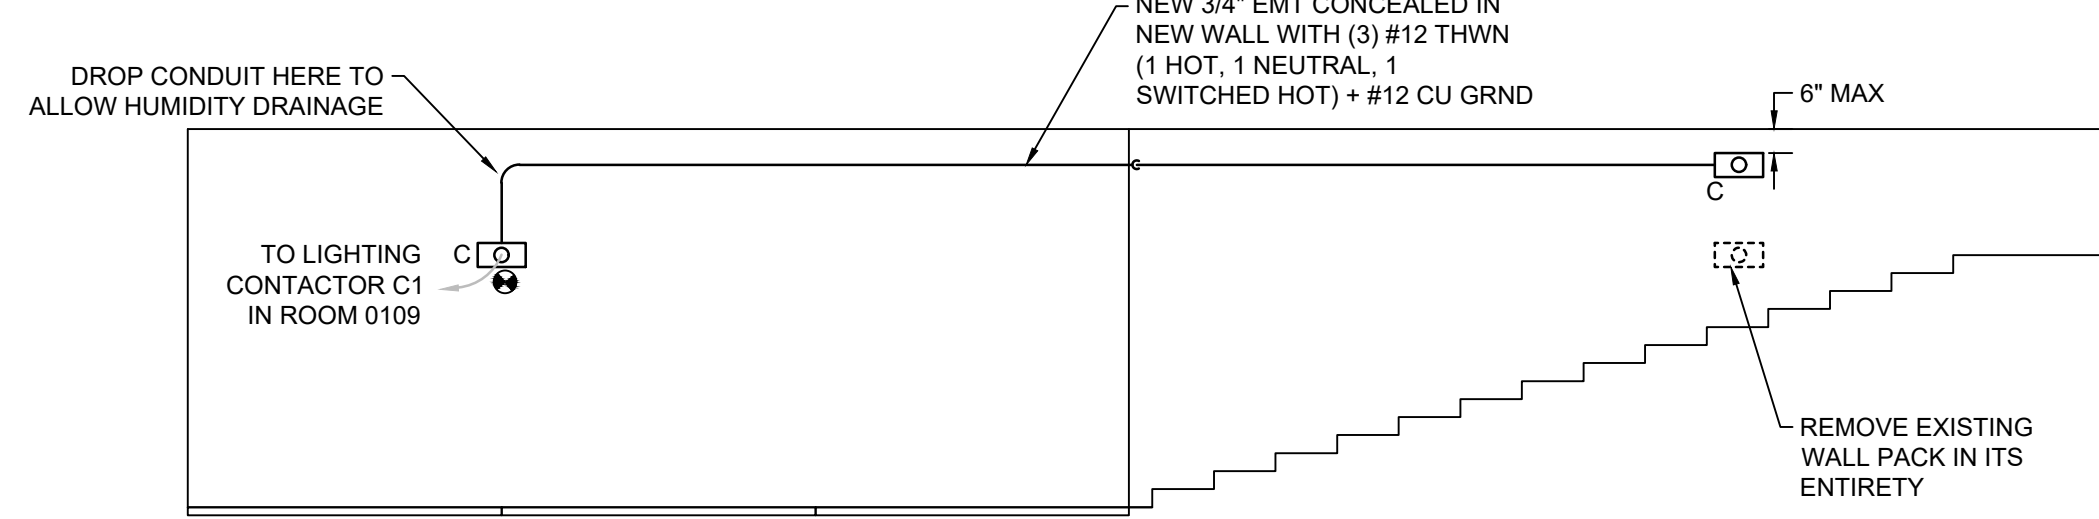 NEW 3/4" EMT CONCEALED IN
NEW WALL WITH (3) #12 THWN
(1 HOT, 1 NEUTRAL, 1
SWITCHED HOT) + #12 CU GRND
DROP CONDUIT HERE TO
ALLOW HUMIDITY DRAINAGE
6" MAX
C
TO LIGHTING
CONTACTOR C1
IN ROOM 0109
C
REMOVE EXISTING
WALL PACK IN ITS
ENTIRETY